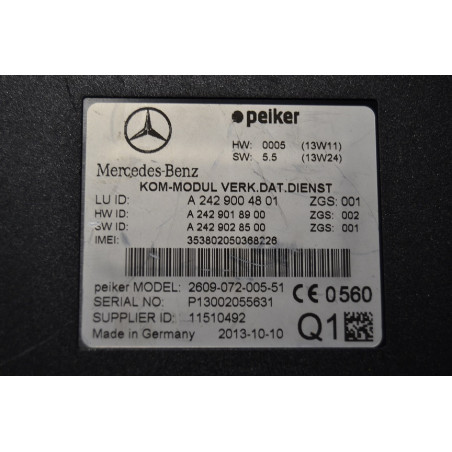 peiker
HW: 0005 (13W11)
SW: 5.5 (13W24)
Mercedes-Benz
KOM-MODUL VERK.DAT.DIENST
LU ID: A 242 900 48 01 ZGS: 001
HW ID: A 242 901 89 00 ZGS: 002
SW ID: A 242 902 85 00 ZGS: 001
IMEI: 353802050368226
peiker MODEL: 2609-072-005-51
SERIAL NO: P13002055631
CE 0560
SUPPLIER ID: 11510492
Made in Germany 2013-10-10 Q1